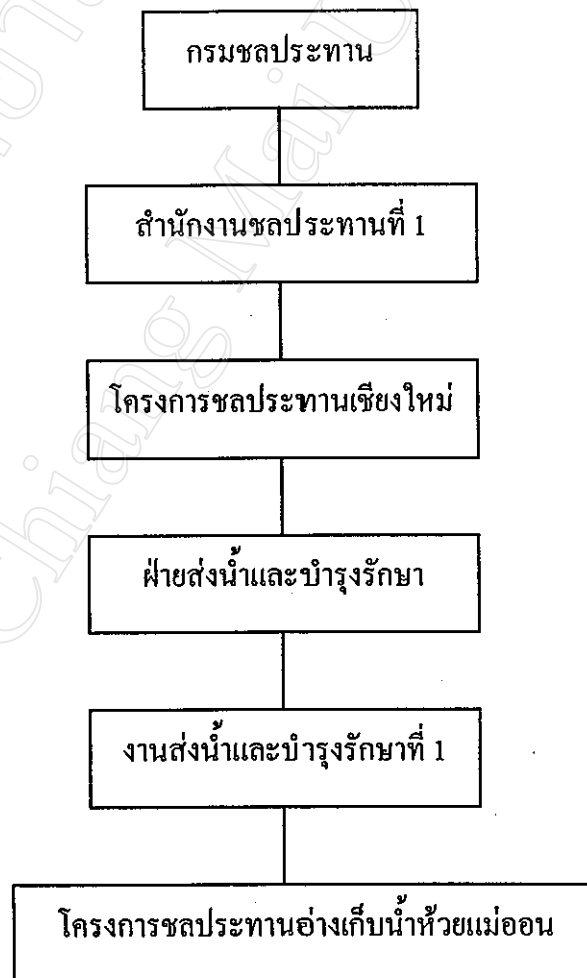 กรมชลประทาน
สำนักงานชลประทานที่ 1
โครงการชลประทานเชียงใหม่
ฝ่ายส่งน้ำและบำรุงรักษา
งานส่งน้ำและบำรุงรักษาที่ 1
โครงการชลประทานอ่างเก็บน้ำห้วยแม่ออน
Chiang Mai U